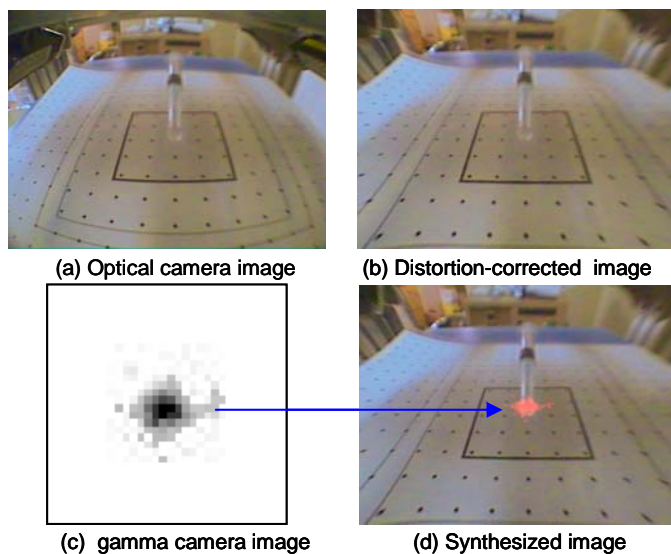 (a) Optical camera image
(b) Distortion-corrected image
(c) gamma camera image
(d) Synthesized image